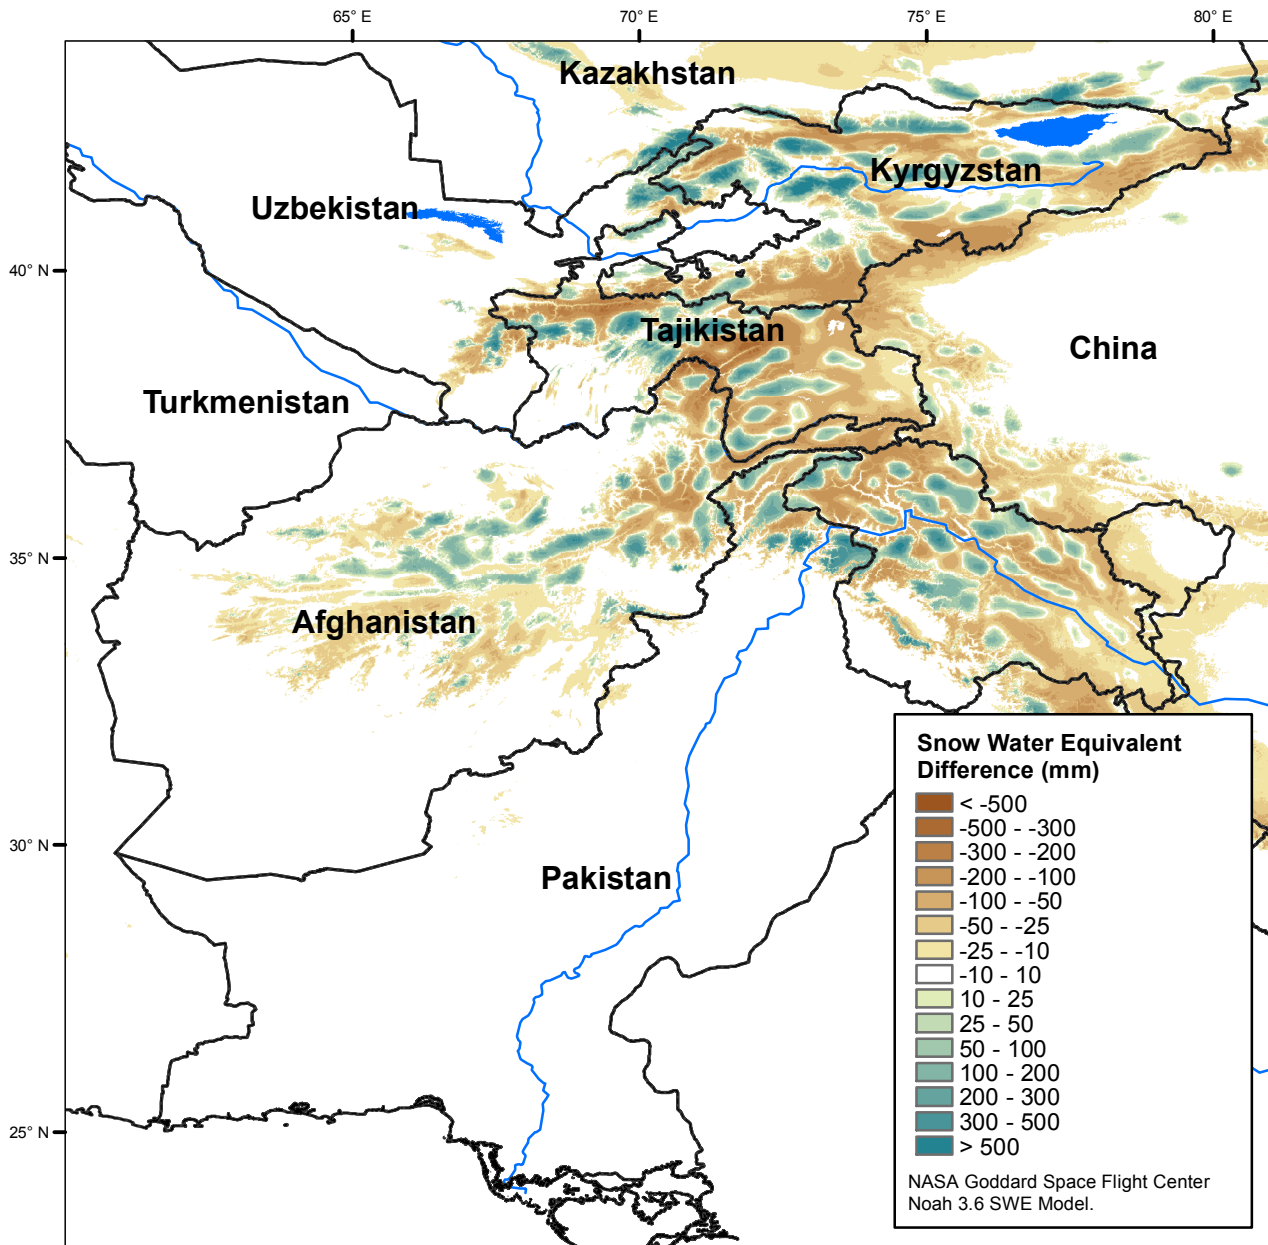 65° E
70° E
75° E
80° E
Kazakhstan
Kyrgyzstan
Uzbekistan
40° N
Tajikistan
China
Turkmenistan
35° N
Afghanistan
30° N
Pakistan
25° N
Snow Water Equivalent
Difference (mm)
< -500
-500 - -300
-300 - -200
-200 - -100
-100 - -50
-50 - -25
-25 - -10
-10 - 10
10 - 25
25 - 50
50 - 100
100 - 200
200 - 300
300 - 500
> 500
NASA Goddard Space Flight Center
Noah 3.6 SWE Model.